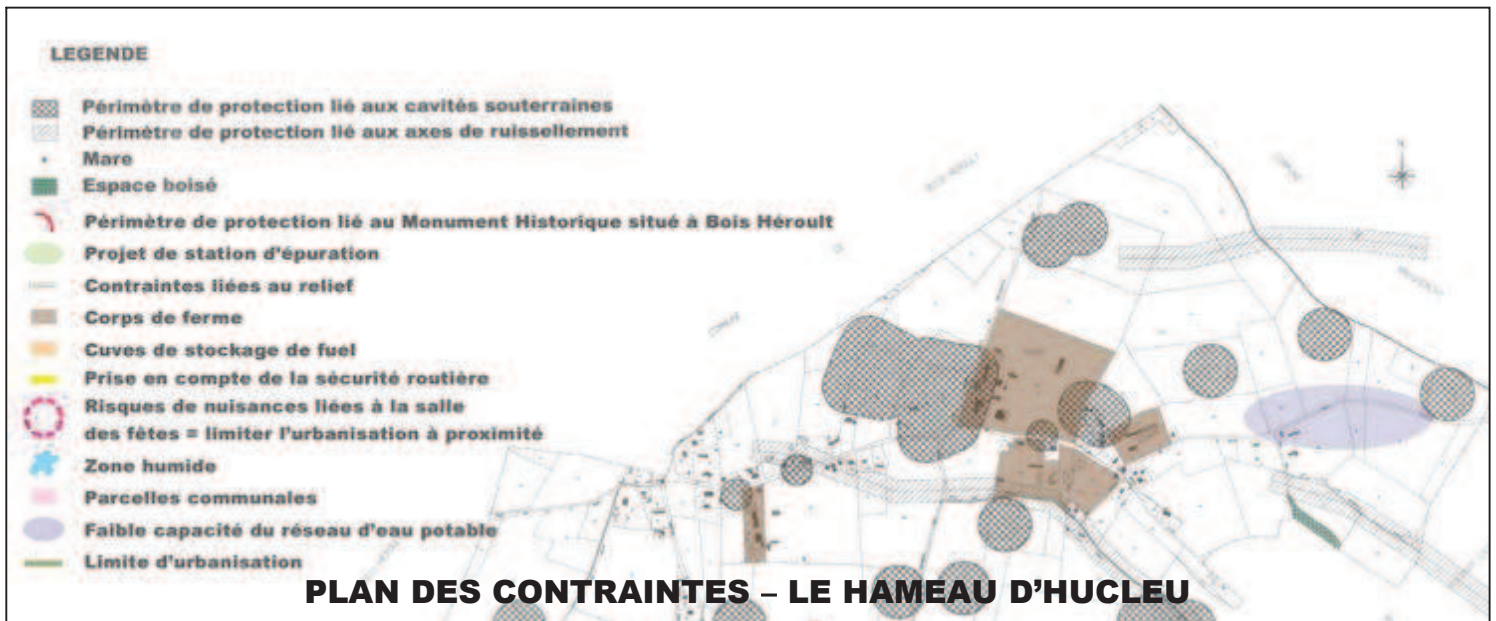 LEGENDE
Périmètre de protection lié aux cavités souterraines
Périmètre de protection lié aux axes de ruissellement
Mare
Espace boisé
Périmètre de protection lié au Monument Historique situé à Bois Héroult
Projet de station d'épuration
Contraintes liées au relief
Corps de ferme
Cuves de stockage de fuel
Prise en compte de la sécurité routière
Risques de nuisances liées à la salle
des fêtes = limiter l'urbanisation à proximité
Zone humide
Parcelles communales
Faible capacité du réseau d'eau potable
Limite d'urbanisation
PLAN DES CONTRAINTES – LE HAMEAU D'HUCLEU